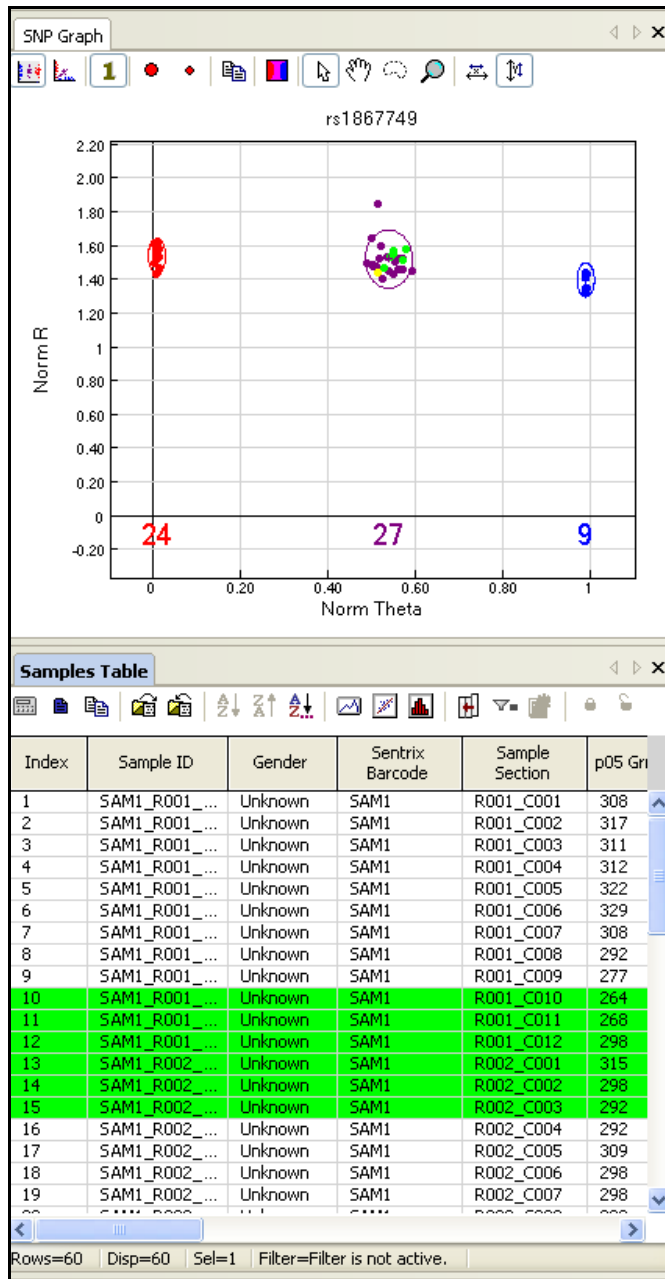 SNP Graph
1
rs1867749
2.20
2.00
1.80
1.60
1.40
1.20
1
0.80
0.60
0.40
0.20
0
-0.20
Norm R
24 27 9
0 0.20 0.40 0.60 0.80 1
Norm Theta
Samples Table
Index Sample ID Gender Sentrix Barcode Sample Section p05 Gr
1 SAM1_R001_... Unknown SAM1 R001_C001 308
2 SAM1_R001_... Unknown SAM1 R001_C002 317
3 SAM1_R001_... Unknown SAM1 R001_C003 311
4 SAM1_R001_... Unknown SAM1 R001_C004 312
5 SAM1_R001_... Unknown SAM1 R001_C005 322
6 SAM1_R001_... Unknown SAM1 R001_C006 329
7 SAM1_R001_... Unknown SAM1 R001_C007 308
8 SAM1_R001_... Unknown SAM1 R001_C008 292
9 SAM1_R001_... Unknown SAM1 R001_C009 277
10 SAM1_R001_... Unknown SAM1 R001_C010 264
11 SAM1_R001_... Unknown SAM1 R001_C011 268
12 SAM1_R001_... Unknown SAM1 R001_C012 298
13 SAM1_R002_... Unknown SAM1 R002_C001 315
14 SAM1_R002_... Unknown SAM1 R002_C002 298
15 SAM1_R002_... Unknown SAM1 R002_C003 292
16 SAM1_R002_... Unknown SAM1 R002_C004 292
17 SAM1_R002_... Unknown SAM1 R002_C005 309
18 SAM1_R002_... Unknown SAM1 R002_C006 298
19 SAM1_R002_... Unknown SAM1 R002_C007 298
Rows=60 Disp=60 Sel=1 Filter=Filter is not active.